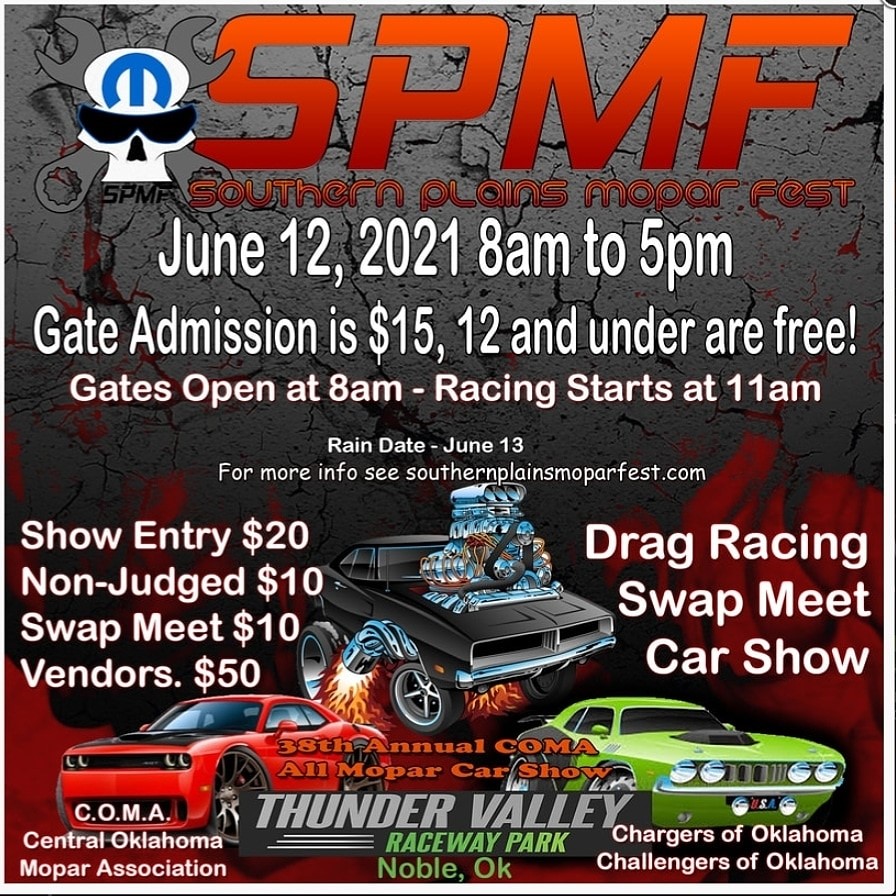 SPMF
SPMF
Southern Plains Mopar Fest
June 12, 2021 8am to 5pm
Gate Admission is $15, 12 and under are free!
Gates Open at 8am - Racing Starts at 11am
Rain Date - June 13
For more info see southernplainsmoparfest.com
Show Entry $20
Non-Judged $10
Swap Meet $10
Vendors. $50
Drag Racing
Swap Meet
Car Show
38th Annual COMA
All Mopar Car Show
THUNDER VALLEY
RACEWAY PARK
Noble, Ok
C.O.M.A.
Central Oklahoma
Mopar Association
U.S.A.
Chargers of Oklahoma
Challengers of Oklahoma